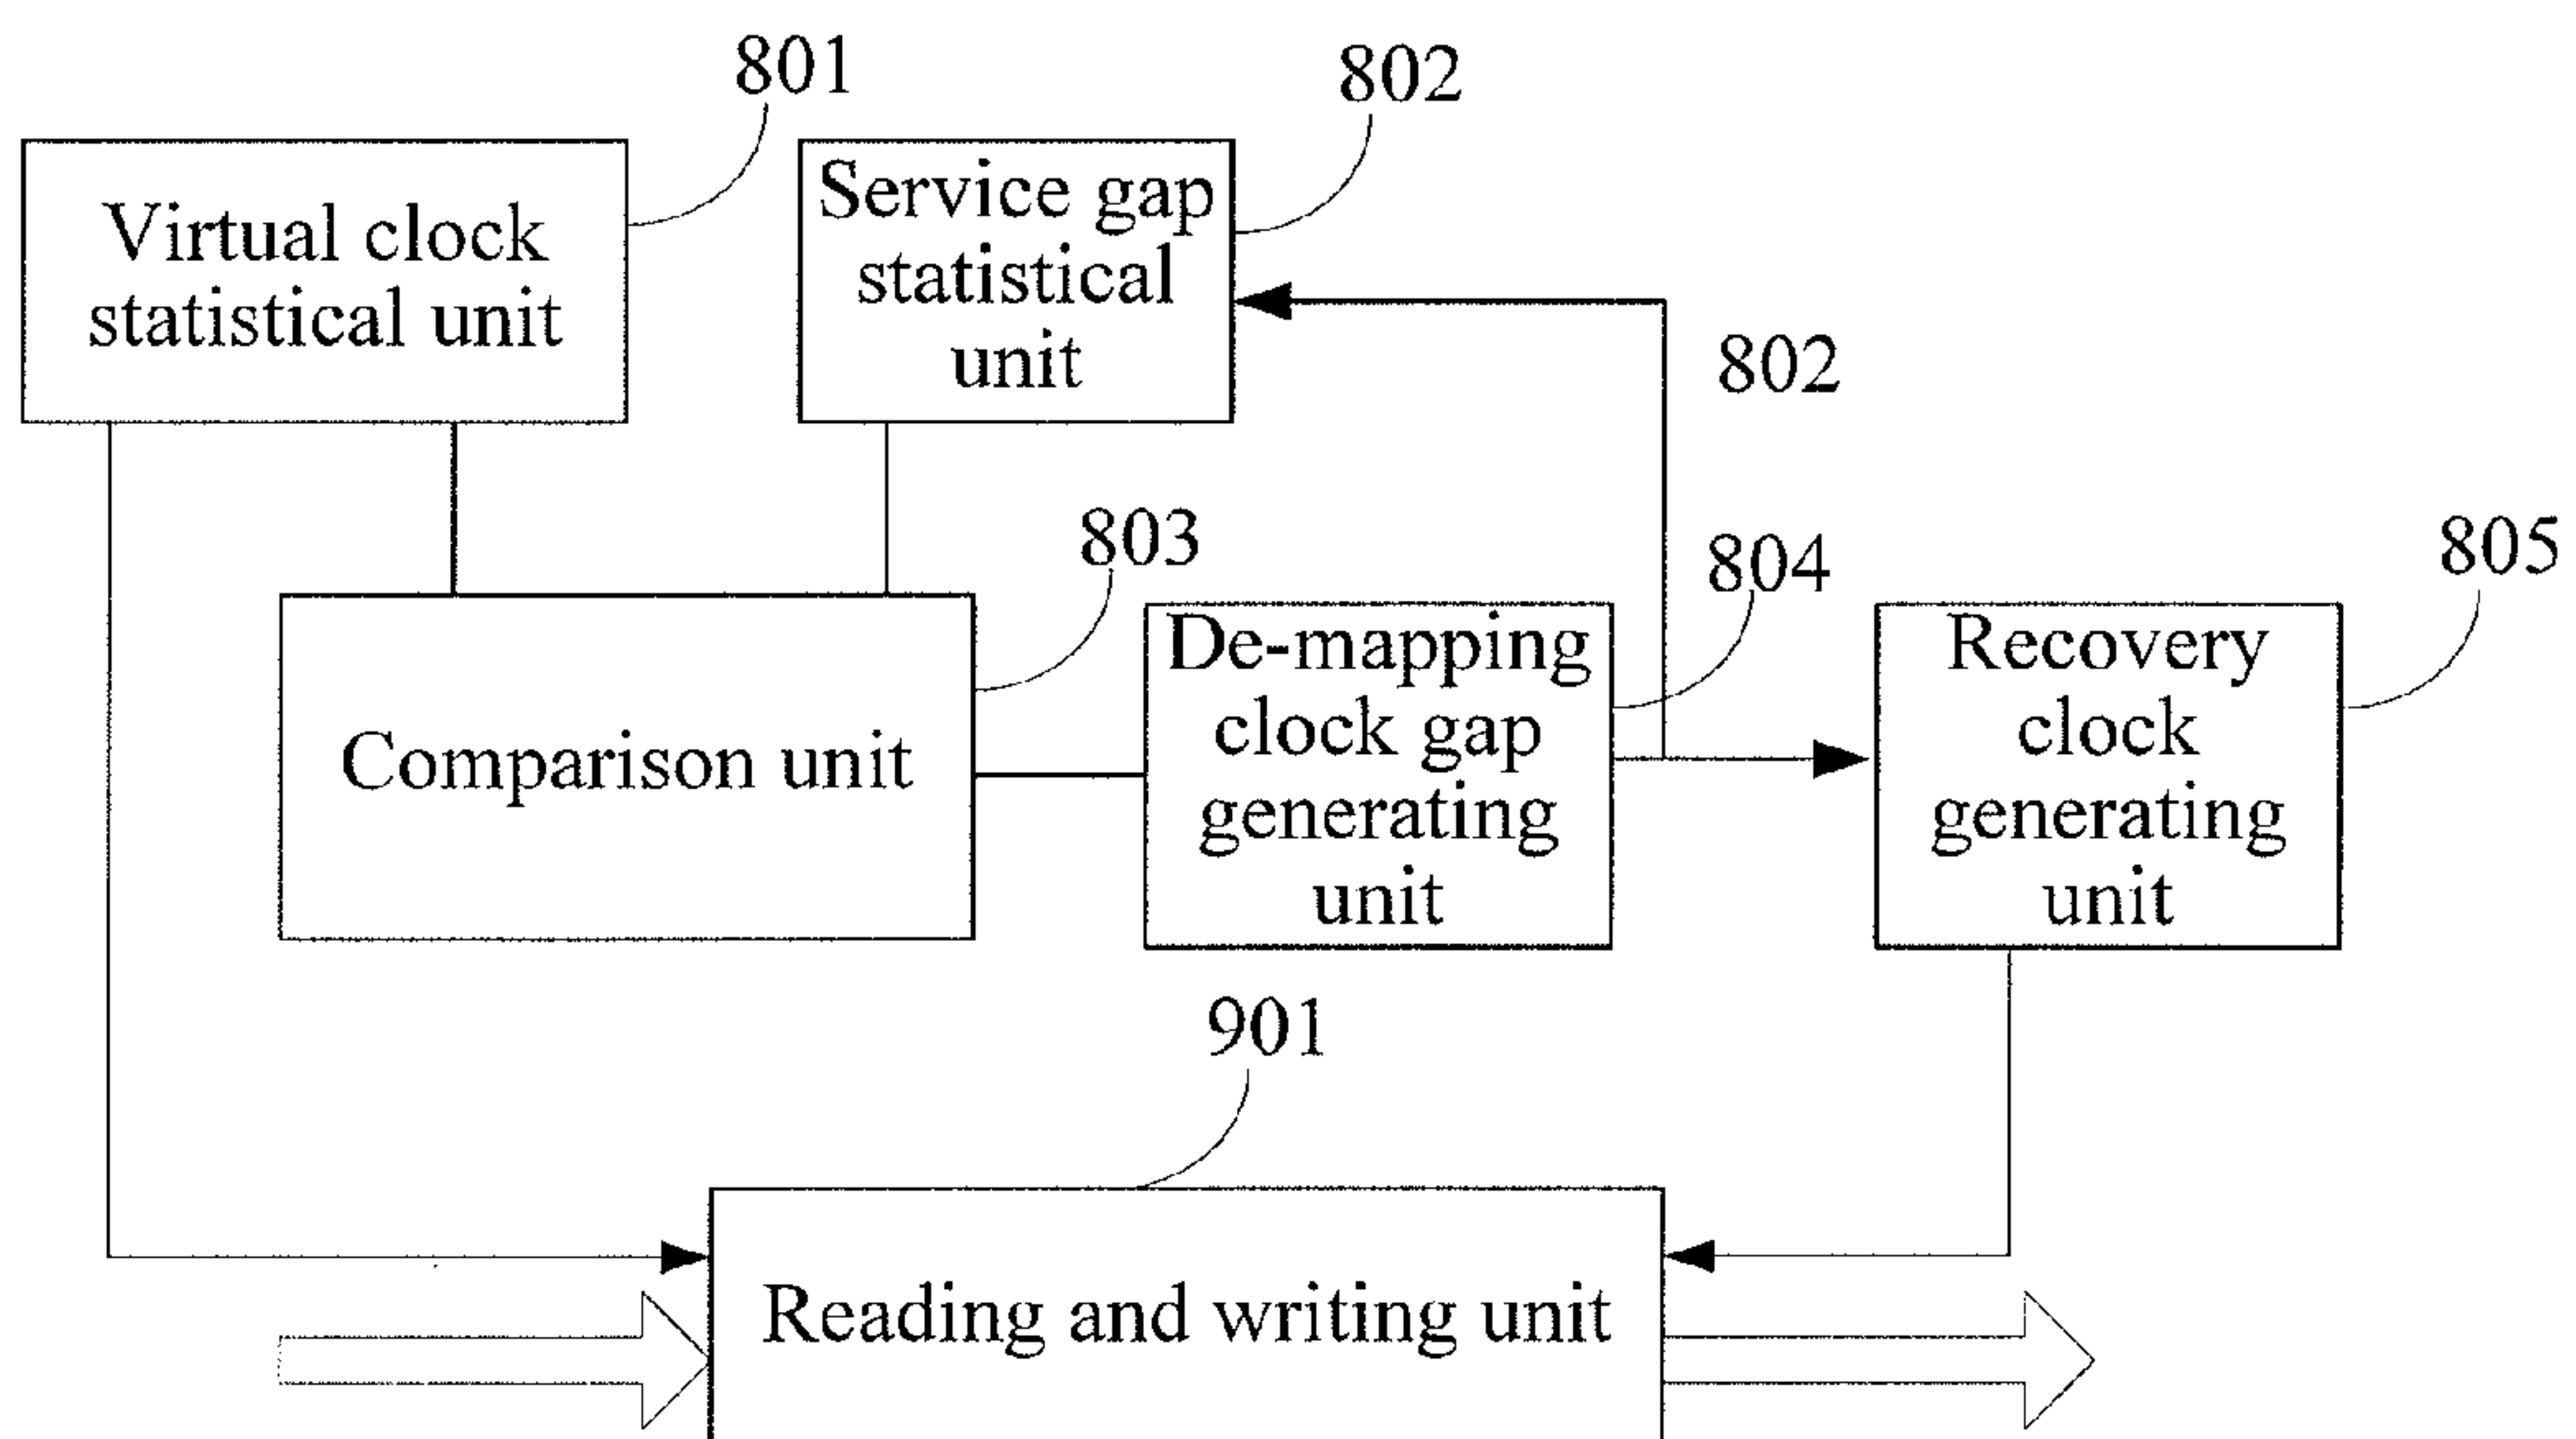 801
802
Virtual clock
statistical unit
Service gap
statistical
unit
802
803
804
805
Comparison unit
De-mapping
clock gap
generating
unit
Recovery
clock
generating
unit
901
Reading and writing unit